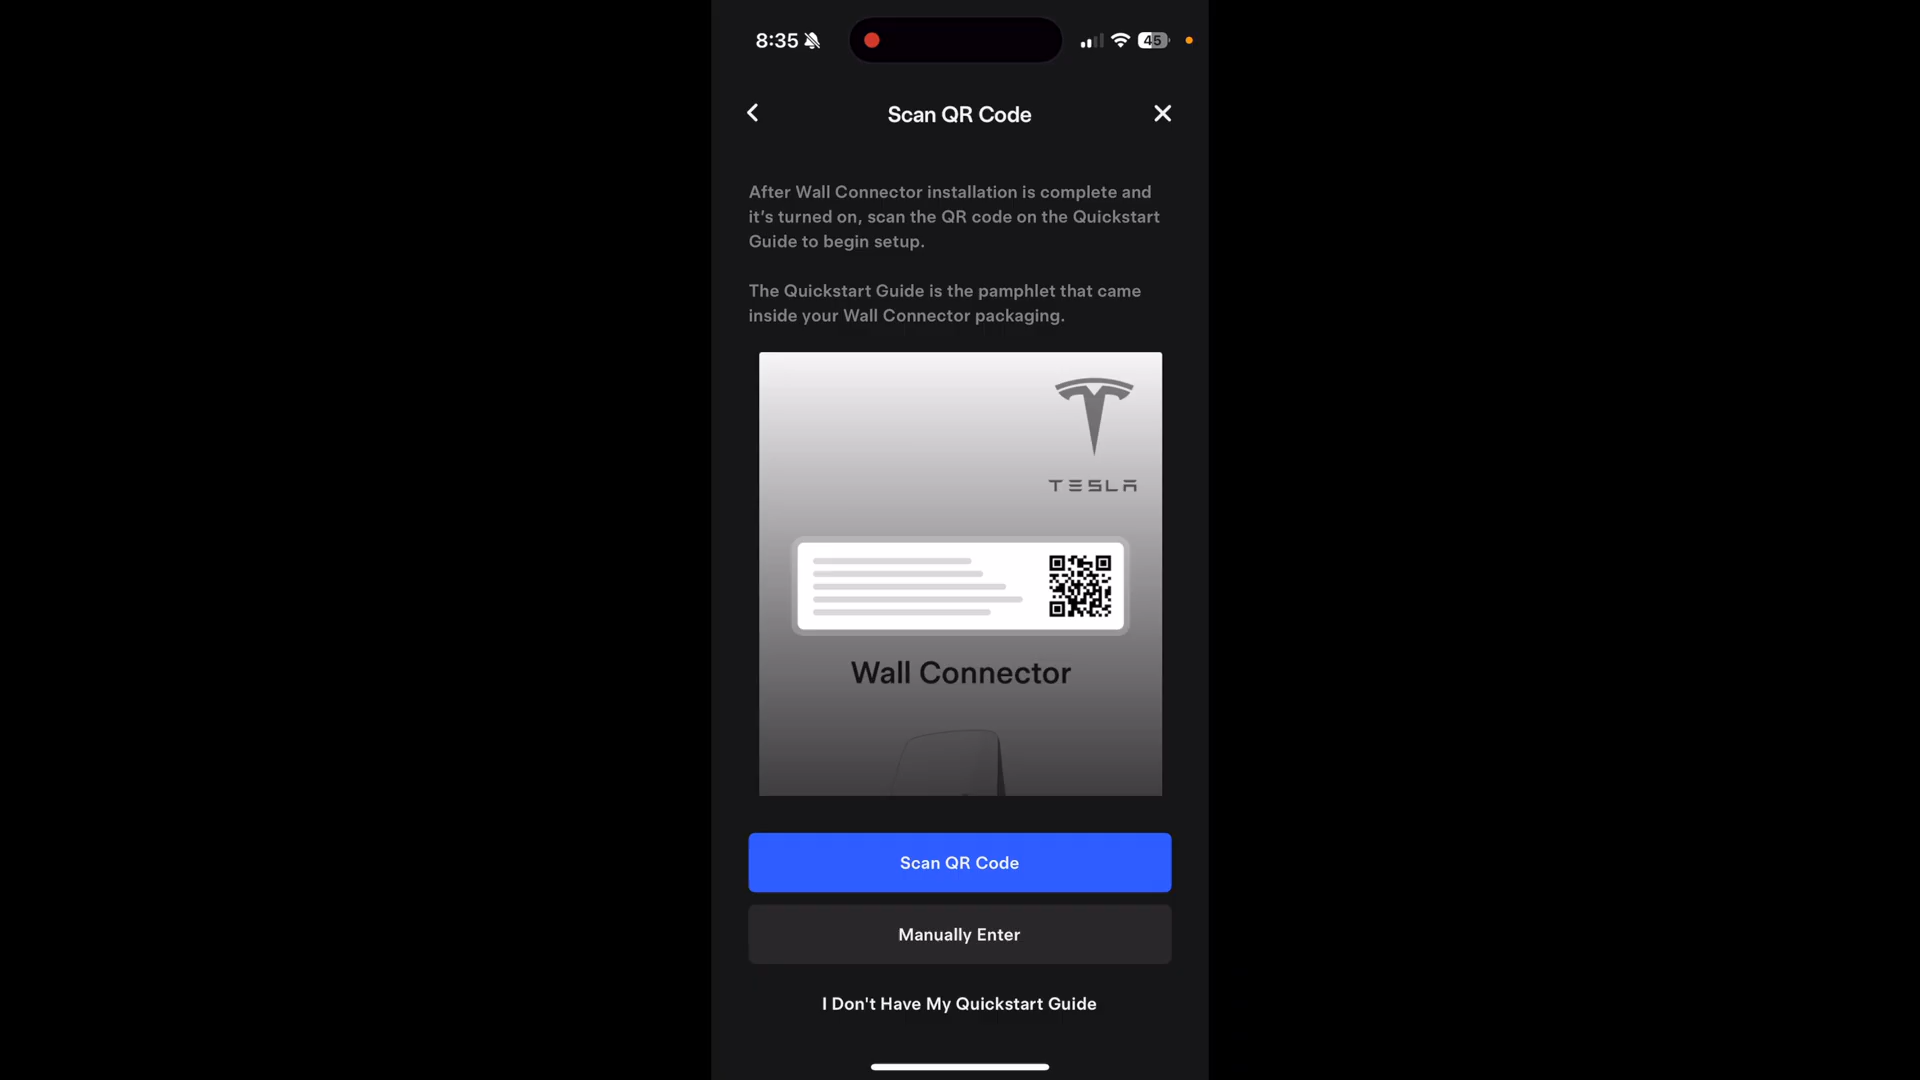 8:35
45
Scan QR Code
After Wall Connector installation is complete and
it’s turned on, scan the QR code on the Quickstart
Guide to begin setup.
The Quickstart Guide is the pamphlet that came
inside your Wall Connector packaging.
TESLA
Wall Connector
Scan QR Code
Manually Enter
I Don't Have My Quickstart Guide